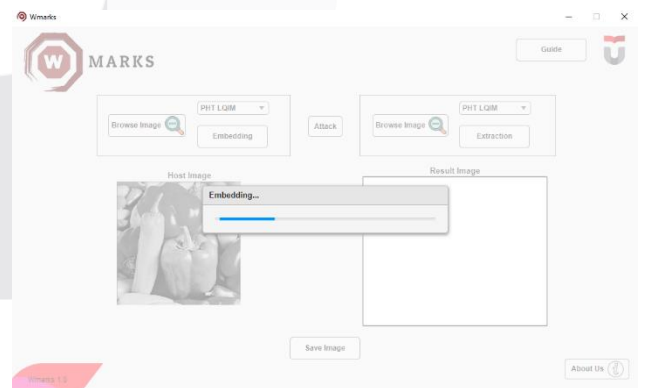 Wmarks
W MARKS
Guide
PHT LQIM
PHT LQIM
Browse Image
Embedding
Attack
Browse Image
Extraction
Host Image
Result Image
Embedding...
Save Image
About Us
Wmarks 1.0